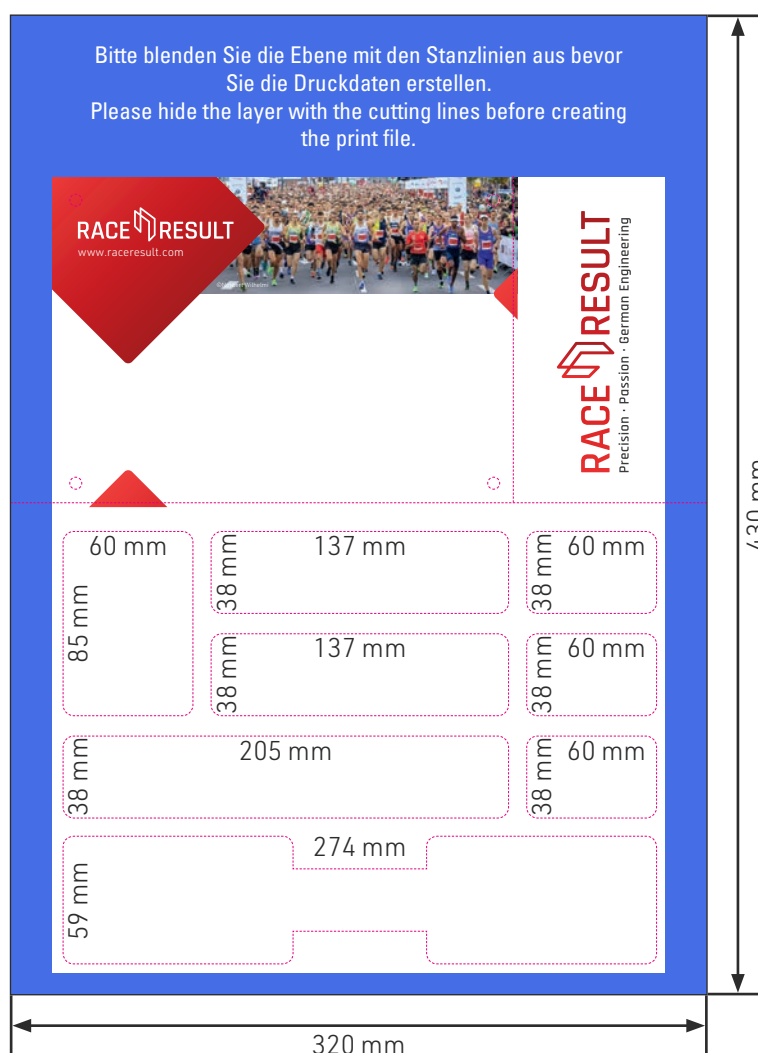 Bitte blenden Sie die Ebene mit den Stanzlinien aus bevor
Sie die Druckdaten erstellen.
Please hide the layer with the cutting lines before creating
the print file.
RACE RESULT
www.raceresult.com
RACE RESULT
Precision · Passion · German Engineering
430 mm
60 mm
85 mm
137 mm
38 mm
60 mm
38 mm
137 mm
38 mm
60 mm
38 mm
205 mm
38 mm
60 mm
38 mm
274 mm
59 mm
320 mm